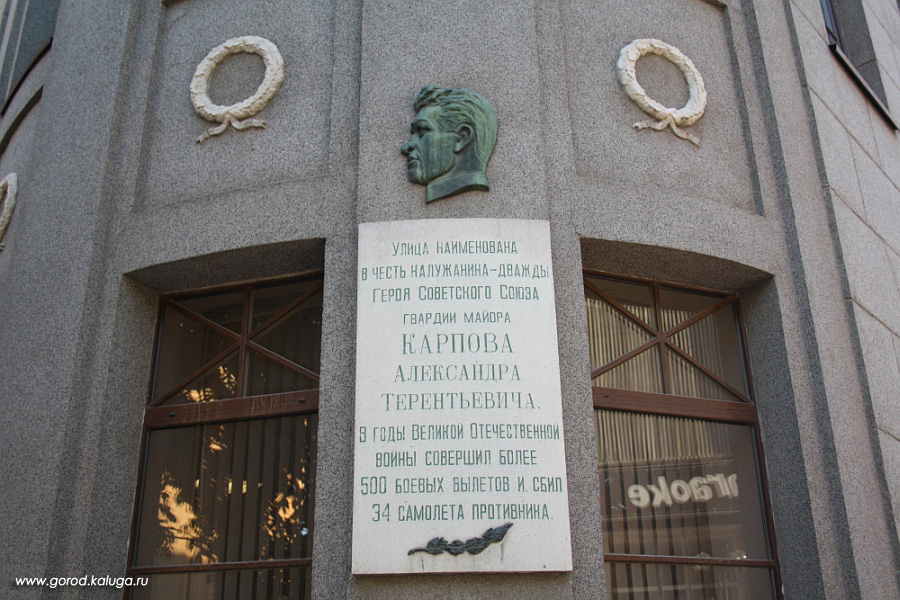 УЛИЦА НАИМЕНОВАНА
В ЧЕСТЬ КАЛУЖАНИНА-ДВАЖДЫ
ГЕРОЯ СОВЕТСКОГО СОЮЗА
ГВАРДИИ МАЙОРА
КАРПОВА
АЛЕКСАНДРА
ТЕРЕНТЬЕВИЧА.
В ГОДЫ ВЕЛИКОЙ ОТЕЧЕСТВЕННОЙ
ВОЙНЫ СОВЕРШИЛ БОЛЕЕ
500 БОЕВЫХ ВЫЛЕТОВ И СБИЛ
34 САМОЛЕТА ПРОТИВНИКА.
araoke
www.gorod.kaluga.ru